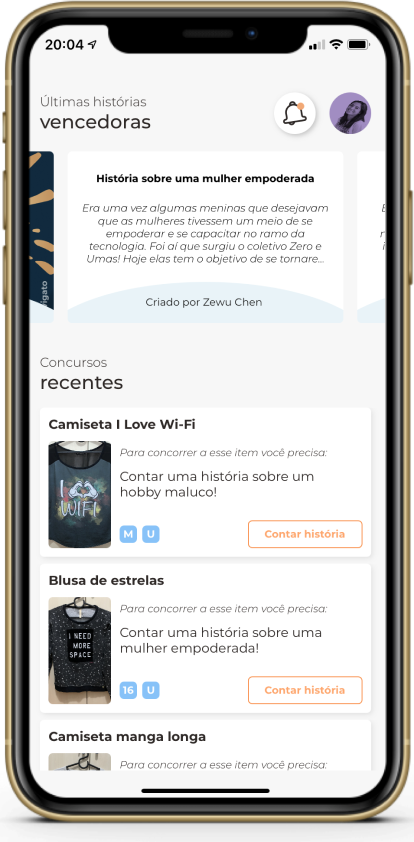 20:04
Últimas histórias
vencedoras
História sobre uma mulher empoderada
Era uma vez algumas meninas que desejavam
que as mulheres tivessem um meio de se
empoderar e se capacitar no ramo da
tecnologia. Foi aí que surgiu o coletivo Zero e
Umas! Hoje elas tem o objetivo de se tornare...
Criado por Zewu Chen
Concursos
recentes
Camiseta I Love Wi-Fi
Para concorrer a esse item você precisa:
Contar uma história sobre um
hobby maluco!
I
WIFI
M U
Contar história
Blusa de estrelas
Para concorrer a esse item você precisa:
Contar uma história sobre uma
mulher empoderada!
I NEED
MORE
SPACE
16 U
Contar história
Camiseta manga longa
Para concorrer a esse item você precisa: